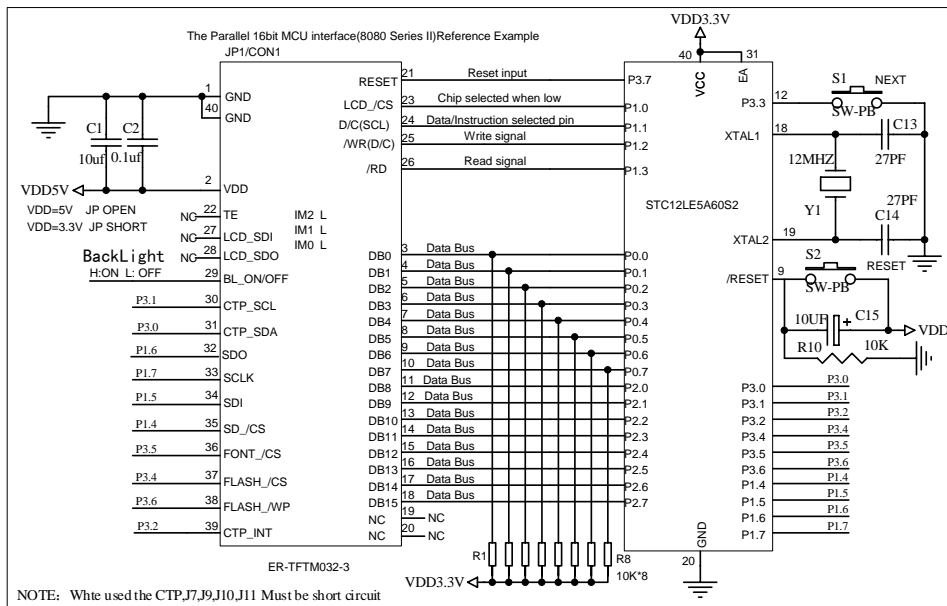 The Parallel 16bit MCU interface(8080 Series II)Reference Example
JP1/CON1
VDD3.3V
40
31
VCC
EA
1
GND
40
GND
C1
C2
10uf
0.1uf
VDD5V
2
VDD
VDD=5V JP OPEN
VDD=3.3V JP SHORT
NC
22
TE
NC
27
LCD_SDI
NC
28
LCD_SDO
BackLight
H:ON L: OFF
29
BL_ON/OFF
P3.1
30
CTP_SCL
P3.0
31
CTP_SDA
P1.6
32
SDO
P1.7
33
SCLK
P1.5
34
SDI
P1.4
35
SD_/CS
P3.5
36
FONT_/CS
P3.4
37
FLASH_/CS
P3.6
38
FLASH_/WP
P3.2
39
CTP_INT
IM2 L
IM1 L
IM0 L
RESET 21 Reset input P3.7
LCD_/CS 23 Chip selected when low P1.0
D/C(SCL) 24 Data/Instruction selected pin P1.1
/WR(D/C) 25 Write signal P1.2
/RD 26 Read signal P1.3
DB0 3 Data Bus P0.0
DB1 4 Data Bus P0.1
DB2 5 Data Bus P0.2
DB3 6 Data Bus P0.3
DB4 7 Data Bus P0.4
DB5 8 Data Bus P0.5
DB6 9 Data Bus P0.6
DB7 10 Data Bus P0.7
DB8 11 Data Bus P2.0
DB9 12 Data Bus P2.1
DB10 13 Data Bus P2.2
DB11 14 Data Bus P2.3
DB12 15 Data Bus P2.4
DB13 16 Data Bus P2.5
DB14 17 Data Bus P2.6
DB15 18 Data Bus P2.7
NC 19 NC
NC 20 NC
ER-TFTM032-3
R1
R8
10K*8
VDD3.3V
STC12LE5A60S2
P3.3
12
S1
NEXT
SW-PB
XTAL1
18
C13
27PF
12MHZ
Y1
27PF
C14
XTAL2
19
RESET
S2
/RESET
9
SW-PB
10UF
+
C15
VDD
R10
10K
P3.0 P3.0
P3.1 P3.1
P3.2 P3.2
P3.4 P3.4
P3.5 P3.5
P3.6 P3.6
P1.4 P1.4
P1.5 P1.5
P1.6 P1.6
P1.7 P1.7
GND
20
NOTE: Whte used the CTP,J7,J9,J10,J11 Must be short circuit